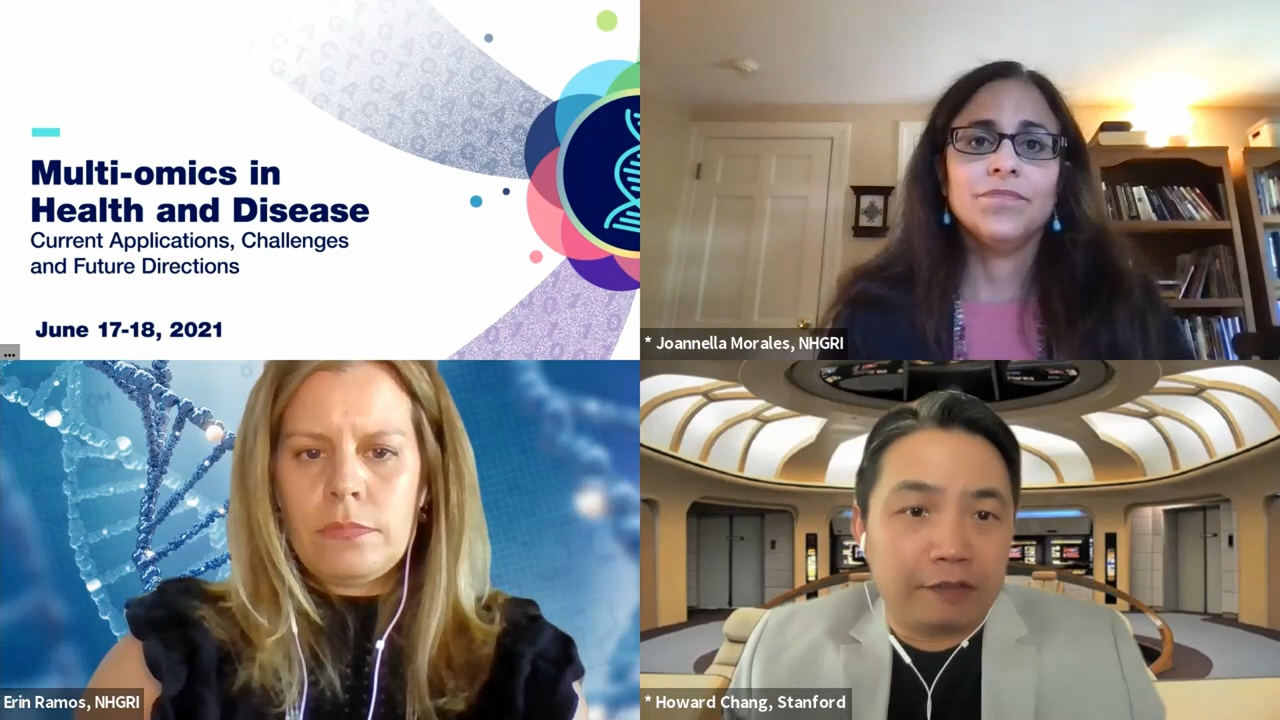 Multi-omics in
Health and Disease
Current Applications, Challenges
and Future Directions
June 17-18, 2021
* Joannella Morales, NHGRI
Erin Ramos, NHGRI
* Howard Chang, Stanford